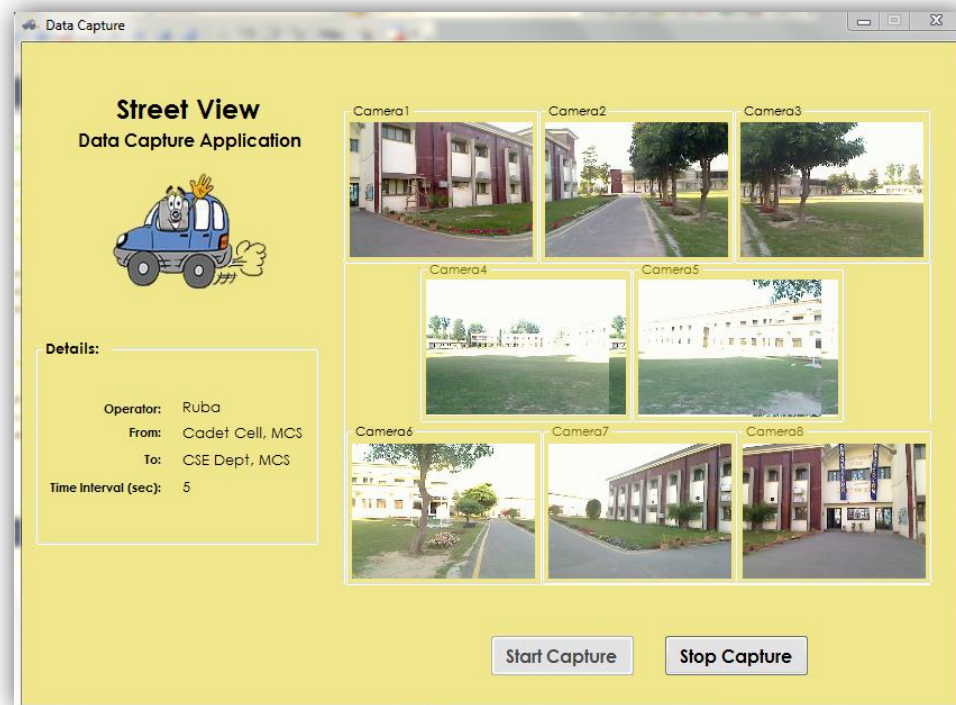 Data Capture
Street View
Data Capture Application
Camera1
Camera2
Camera3
Camera4
Camera5
Details:
Operator: Ruba
From: Cadet Cell, MCS
To: CSE Dept, MCS
Time Interval (sec): 5
Camera6
Camera7
Camera8
Start Capture
Stop Capture